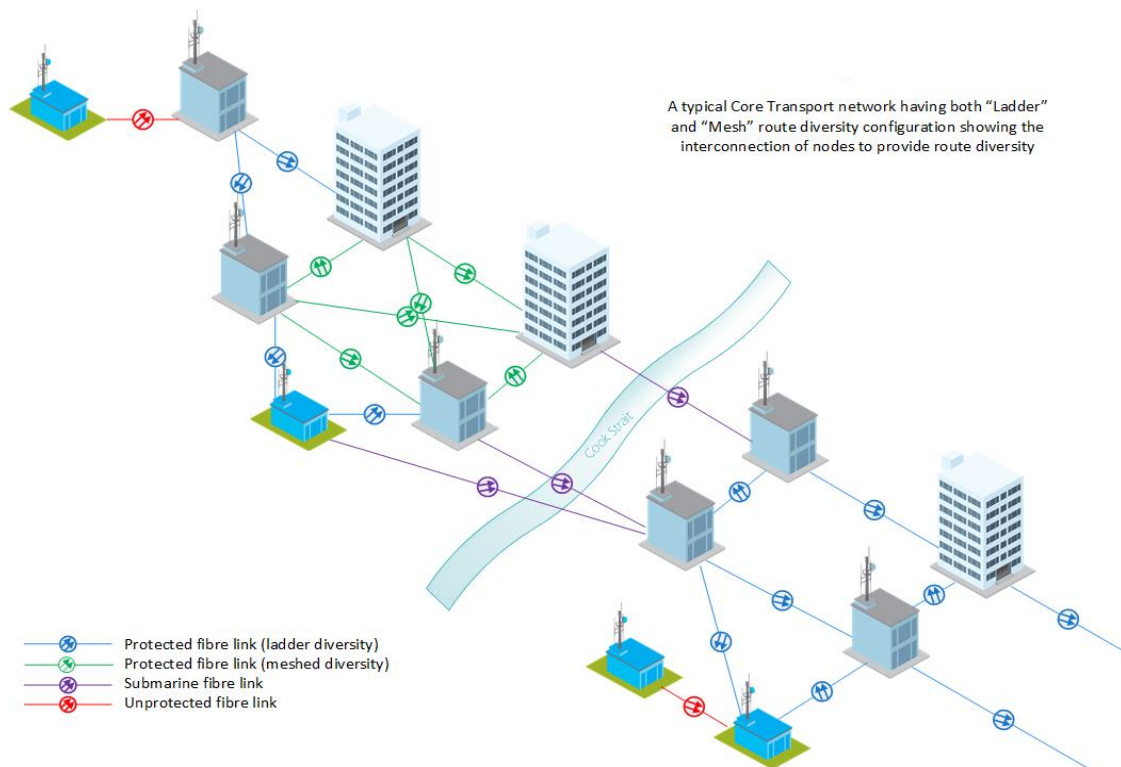 A typical Core Transport network having both “Ladder”
and “Mesh” route diversity configuration showing the
interconnection of nodes to provide route diversity
Cook Strait
Protected fibre link (ladder diversity)
Protected fibre link (meshed diversity)
Submarine fibre link
Unprotected fibre link